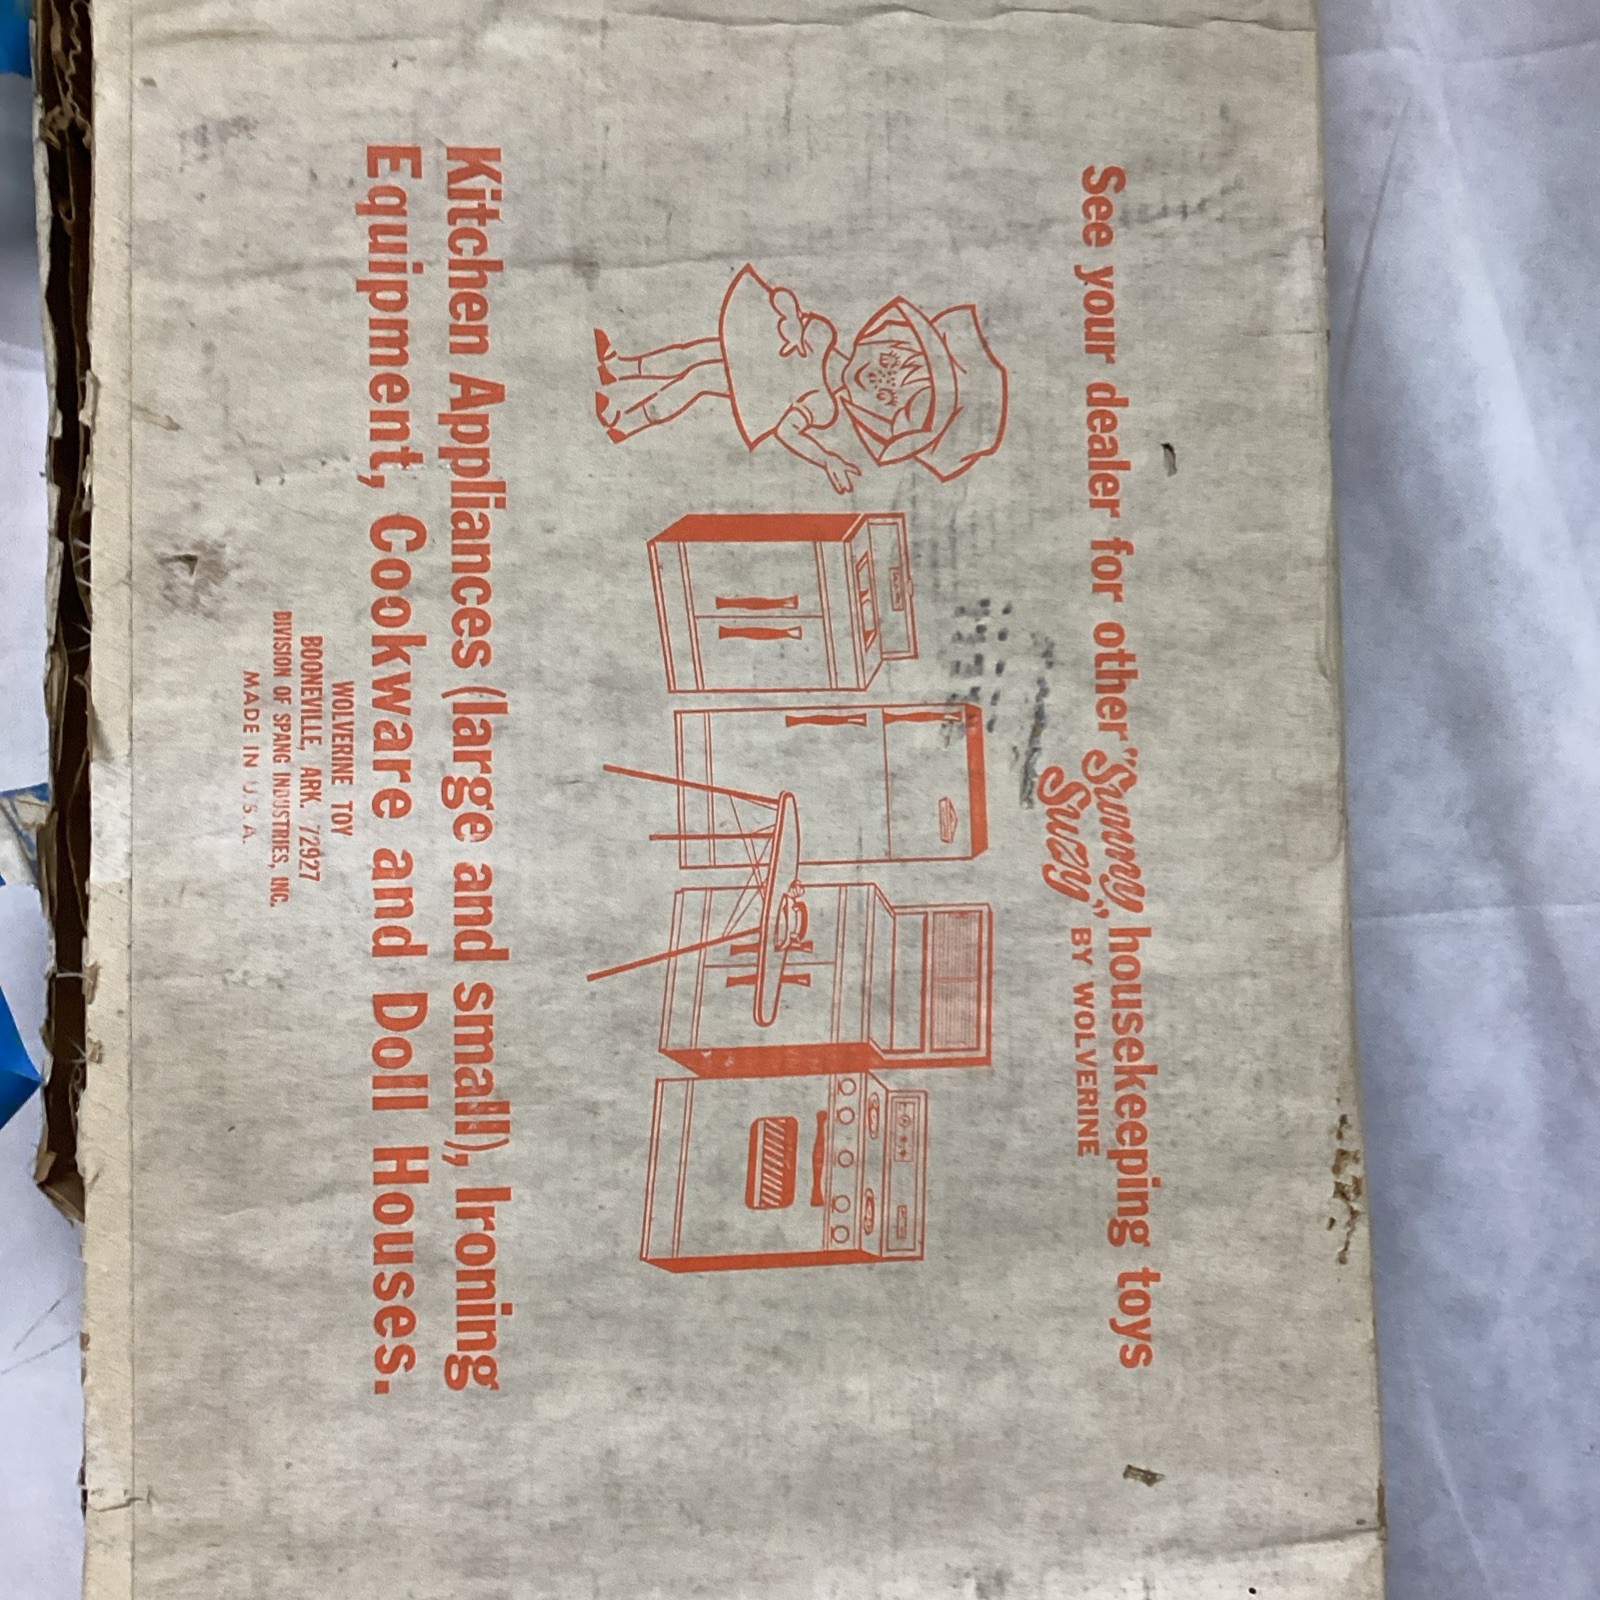 See your dealer for other "Sunny Suzy" housekeeping toys
BY WOLVERINE
Kitchen Appliances (large and small), Ironing
Equipment, Cookware and Doll Houses.
WOLVERINE TOY
BOONEVILLE, ARK. 72927
DIVISION OF SPANG INDUSTRIES, INC.
MADE IN U.S.A.